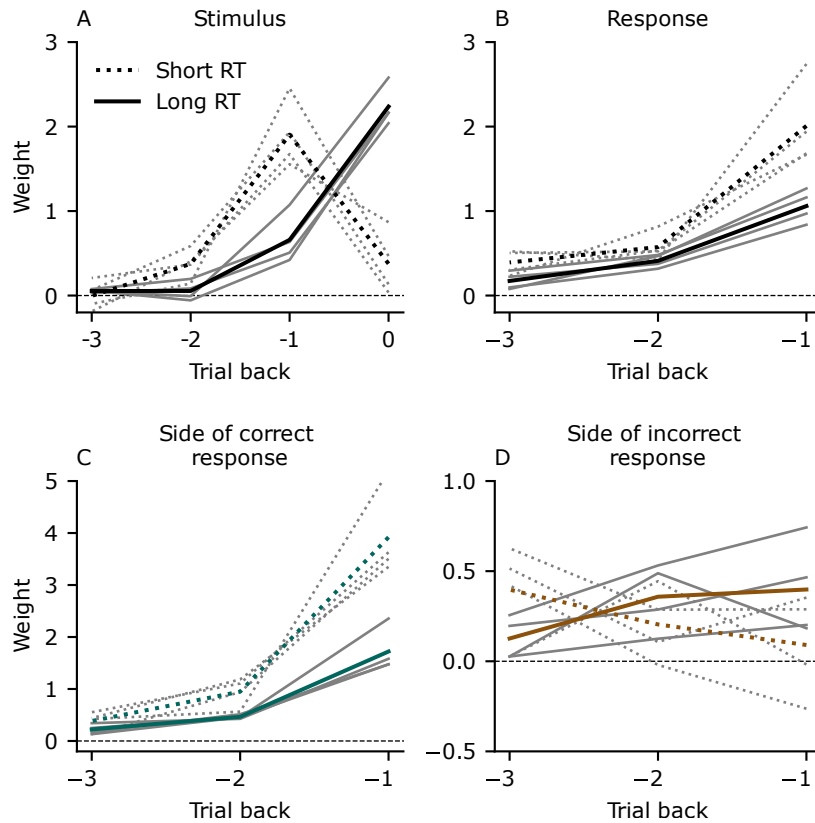 A
Stimulus
3
2
1
0
Weight
Short RT
Long RT
-3
-2
-1
0
Trial back
B
Response
3
2
1
0
−3
−2
−1
Trial back
C
Side of correct
response
5
4
3
2
1
0
Weight
−3
−2
−1
Trial back
D
Side of incorrect
response
1.0
0.5
0.0
−0.5
−3
−2
−1
Trial back